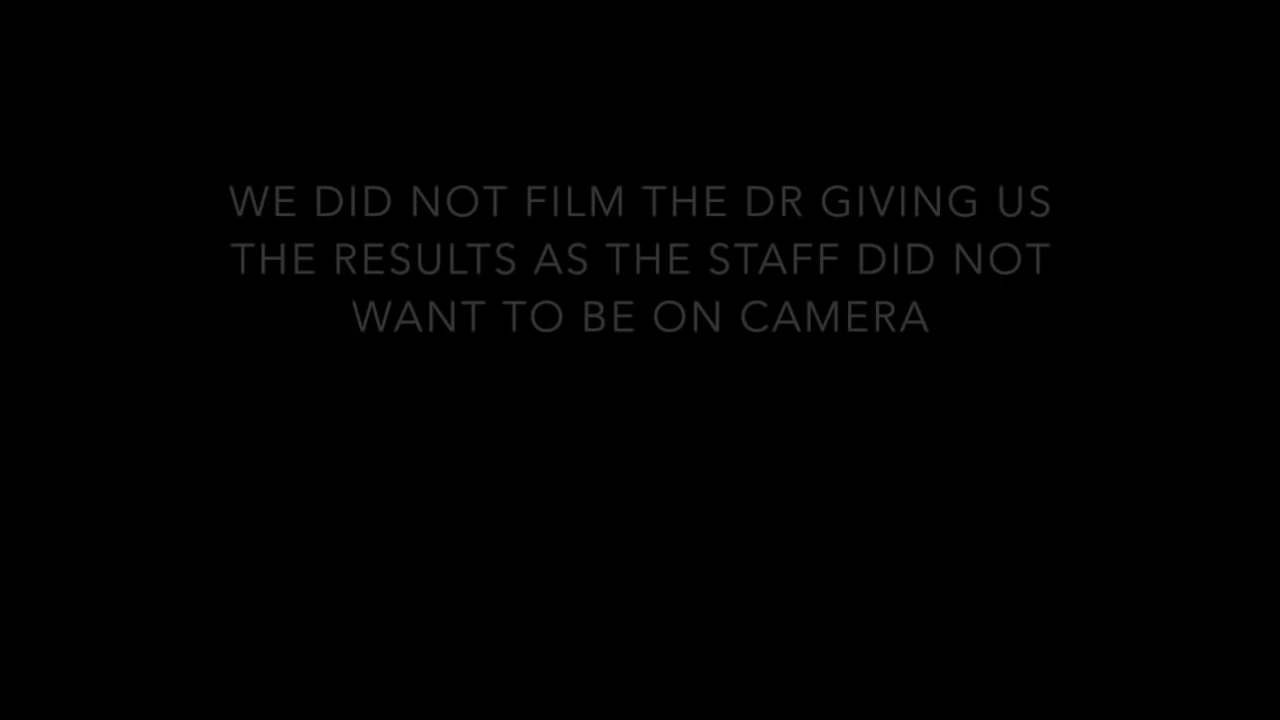 WE DID NOT FILM THE DR GIVING US
THE RESULTS AS THE STAFF DID NOT
WANT TO BE ON CAMERA